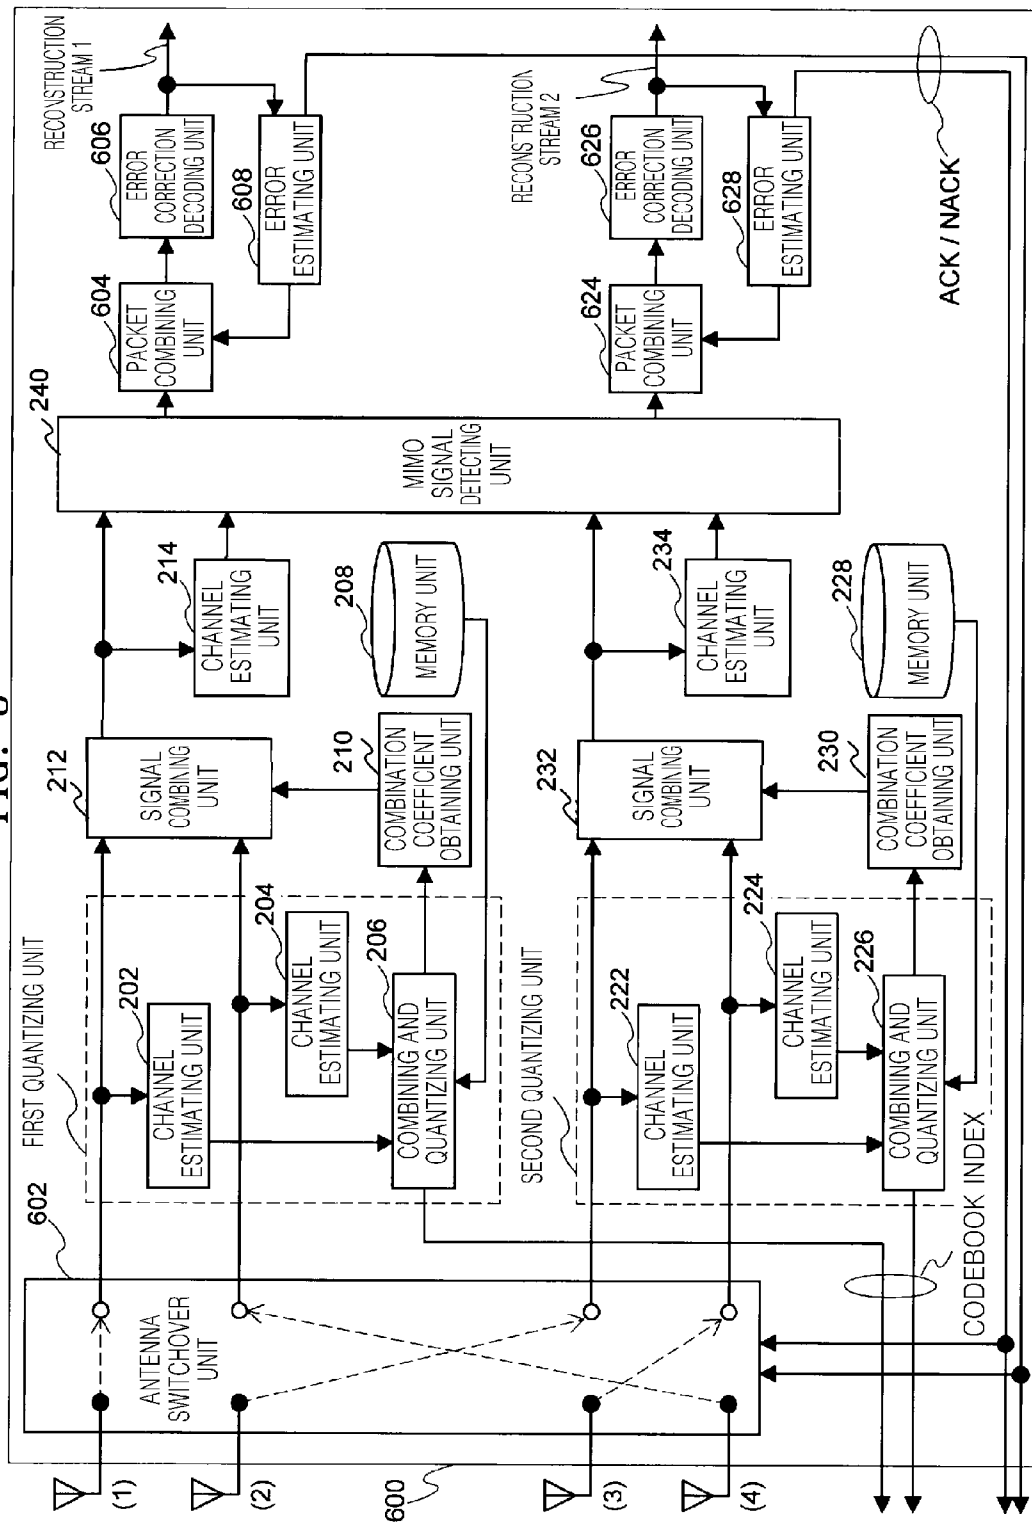 FIG. 8
RECONSTRUCTION
STREAM 1
606
ERROR
CORRECTION
DECODING UNIT
608
ERROR
ESTIMATING UNIT
604
PACKET
COMBINING
UNIT
RECONSTRUCTION
STREAM 2
626
ERROR
CORRECTION
DECODING UNIT
628
ERROR
ESTIMATING UNIT
624
PACKET
COMBINING
UNIT
ACK / NACK
240
MIMO
SIGNAL
DETECTING
UNIT
214
CHANNEL
ESTIMATING
UNIT
208
MEMORY UNIT
234
CHANNEL
ESTIMATING
UNIT
228
MEMORY UNIT
212
SIGNAL
COMBINING
UNIT
210
COMBINATION
COEFFICIENT
OBTAINING UNIT
232
SIGNAL
COMBINING
UNIT
230
COMBINATION
COEFFICIENT
OBTAINING UNIT
FIRST QUANTIZING UNIT
202
CHANNEL
ESTIMATING UNIT
204
CHANNEL
ESTIMATING UNIT
206
COMBINING AND
QUANTIZING UNIT
SECOND QUANTIZING UNIT
222
CHANNEL
ESTIMATING UNIT
224
CHANNEL
ESTIMATING UNIT
226
COMBINING AND
QUANTIZING UNIT
CODEBOOK INDEX
602
ANTENNA
SWITCHOVER
UNIT
(1)
(2)
(3)
(4)
600